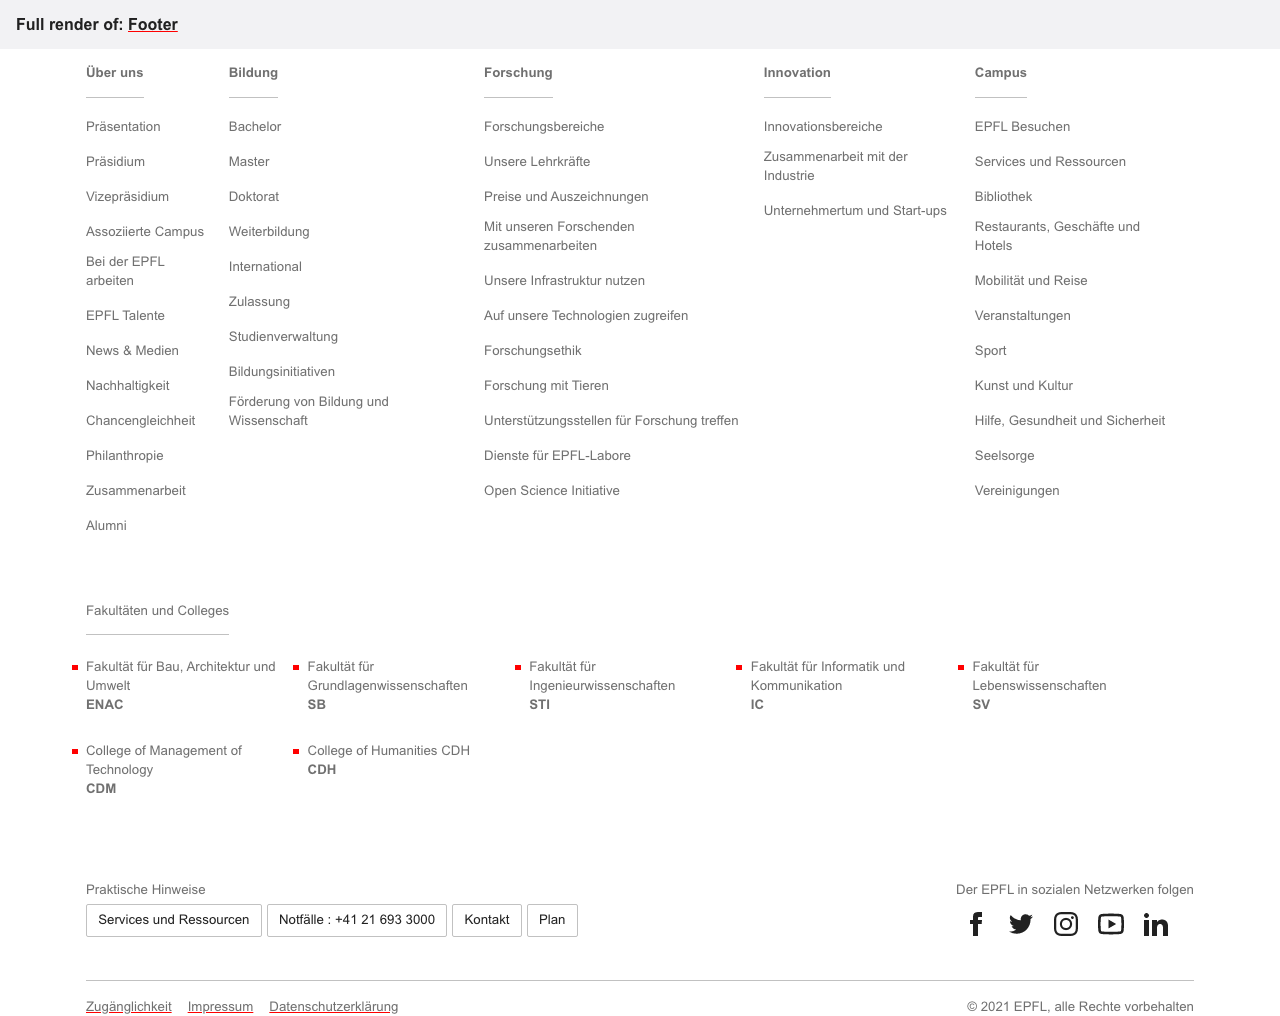 Full render of: Footer
Über uns
Präsentation
Präsidium
Vizepräsidium
Assoziierte Campus
Bei der EPFL
arbeiten
EPFL Talente
News & Medien
Nachhaltigkeit
Chancengleichheit
Philanthropie
Zusammenarbeit
Alumni
Bildung
Bachelor
Master
Doktorat
Weiterbildung
International
Zulassung
Studienverwaltung
Bildungsinitiativen
Förderung von Bildung und
Wissenschaft
Forschung
Forschungsbereiche
Unsere Lehrkräfte
Preise und Auszeichnungen
Mit unseren Forschenden
zusammenarbeiten
Unsere Infrastruktur nutzen
Auf unsere Technologien zugreifen
Forschungsethik
Forschung mit Tieren
Unterstützungsstellen für Forschung treffen
Dienste für EPFL-Labore
Open Science Initiative
Innovation
Innovationsbereiche
Zusammenarbeit mit der
Industrie
Unternehmertum und Start-ups
Campus
EPFL Besuchen
Services und Ressourcen
Bibliothek
Restaurants, Geschäfte und
Hotels
Mobilität und Reise
Veranstaltungen
Sport
Kunst und Kultur
Hilfe, Gesundheit und Sicherheit
Seelsorge
Vereinigungen
Fakultäten und Colleges
Fakultät für Bau, Architektur und
Umwelt
ENAC
Fakultät für
Grundlagenwissenschaften
SB
Fakultät für
Ingenieurwissenschaften
STI
Fakultät für Informatik und
Kommunikation
IC
Fakultät für
Lebenswissenschaften
SV
College of Management of
Technology
CDM
College of Humanities CDH
CDH
Praktische Hinweise
Services und Ressourcen
Notfälle : +41 21 693 3000
Kontakt
Plan
Der EPFL in sozialen Netzwerken folgen
Zugänglichkeit
Impressum
Datenschutzerklärung
© 2021 EPFL, alle Rechte vorbehalten